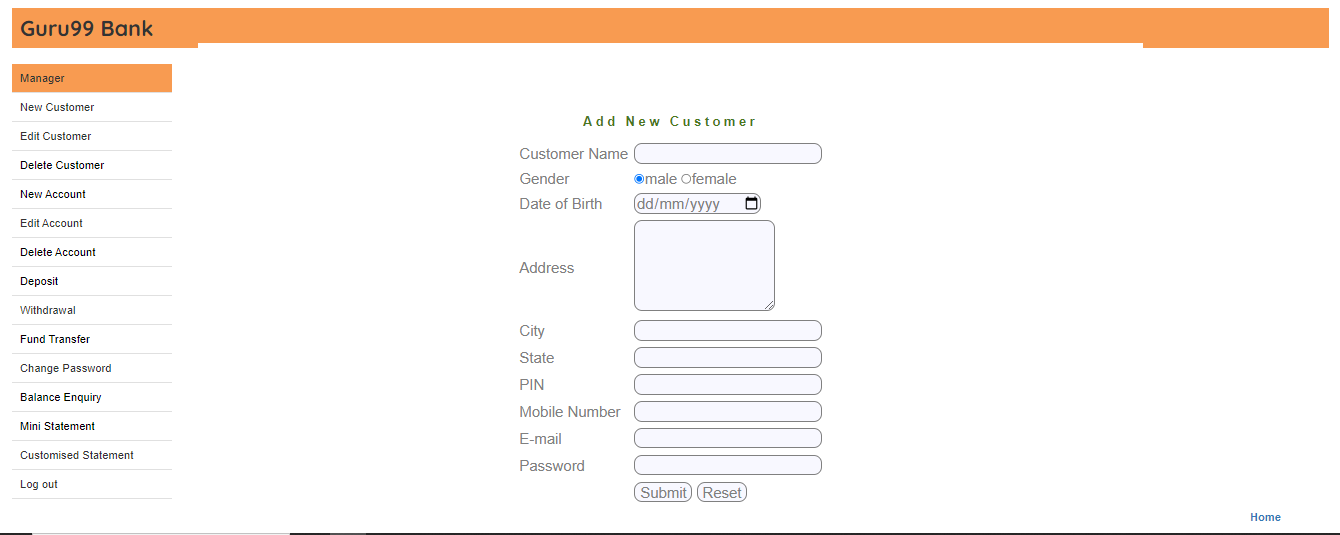 Guru99 Bank
Manager
New Customer
Edit Customer
Delete Customer
New Account
Edit Account
Delete Account
Deposit
Withdrawal
Fund Transfer
Change Password
Balance Enquiry
Mini Statement
Customised Statement
Log out
Add New Customer
Customer Name
Gender male female
Date of Birth dd/mm/yyyy
Address
City
State
PIN
Mobile Number
E-mail
Password
Submit Reset
Home